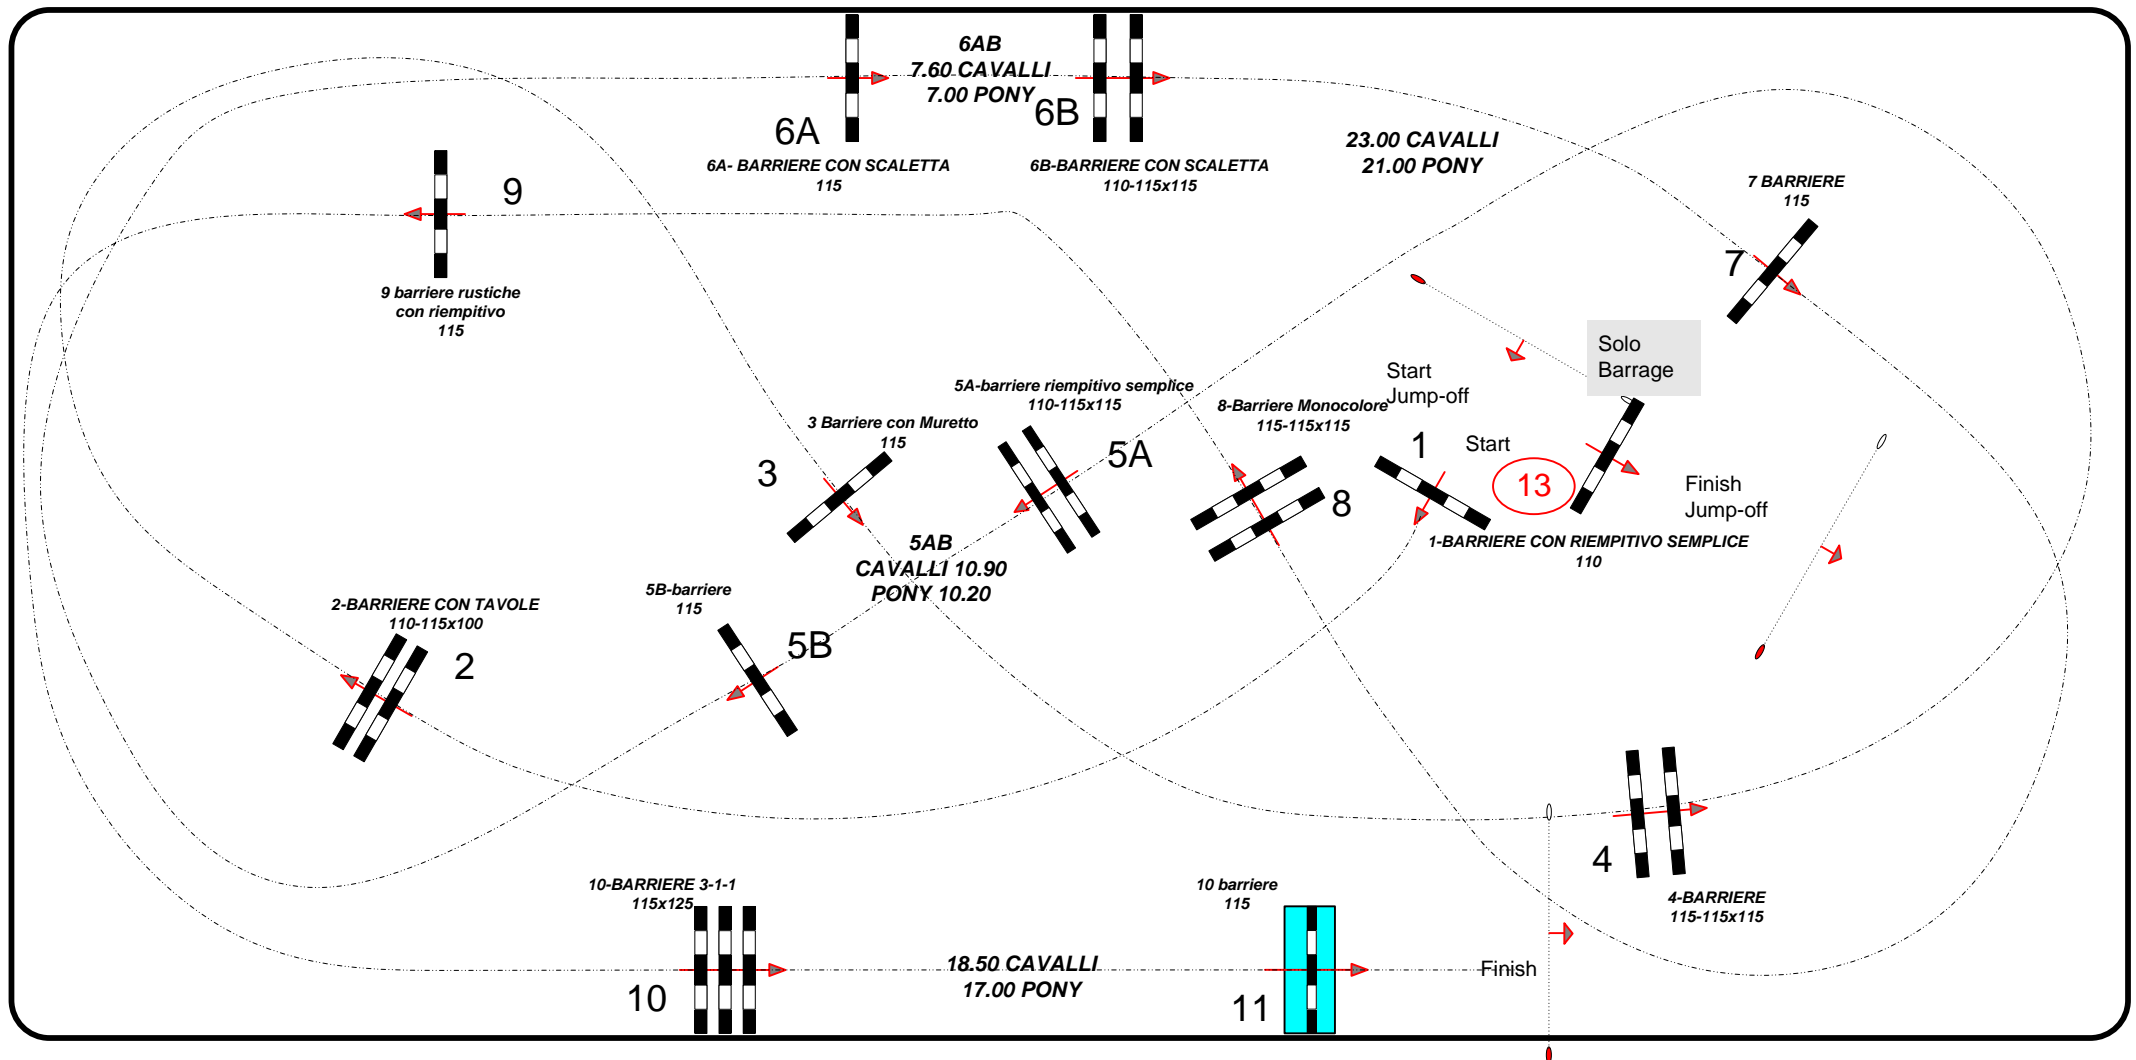 6AB
7.60 CAVALLI
7.00 PONY
6A
6B
6A- BARRIERE CON SCALETTA
115
6B-BARRIERE CON SCALETTA
110-115x115
23.00 CAVALLI
21.00 PONY
7 BARRIERE
115
7
9
9 barriere rustiche
con riempitivo
115
Solo
Barrage
Start
Jump-off
5A-barriere riempitivo semplice
110-115x115
8-Barriere Monocolore
115-115x115
3 Barriere con Muretto
115
3
5A
1
Start
13
8
Finish
Jump-off
1-BARRIERE CON RIEMPITIVO SEMPLICE
110
5AB
CAVALLI 10.90
PONY 10.20
5B-barriere
115
5B
2-BARRIERE CON TAVOLE
110-115x100
2
4
4-BARRIERE
115-115x115
10-BARRIERE 3-1-1
115x125
10
18.50 CAVALLI
17.00 PONY
10 barriere
115
11
Finish